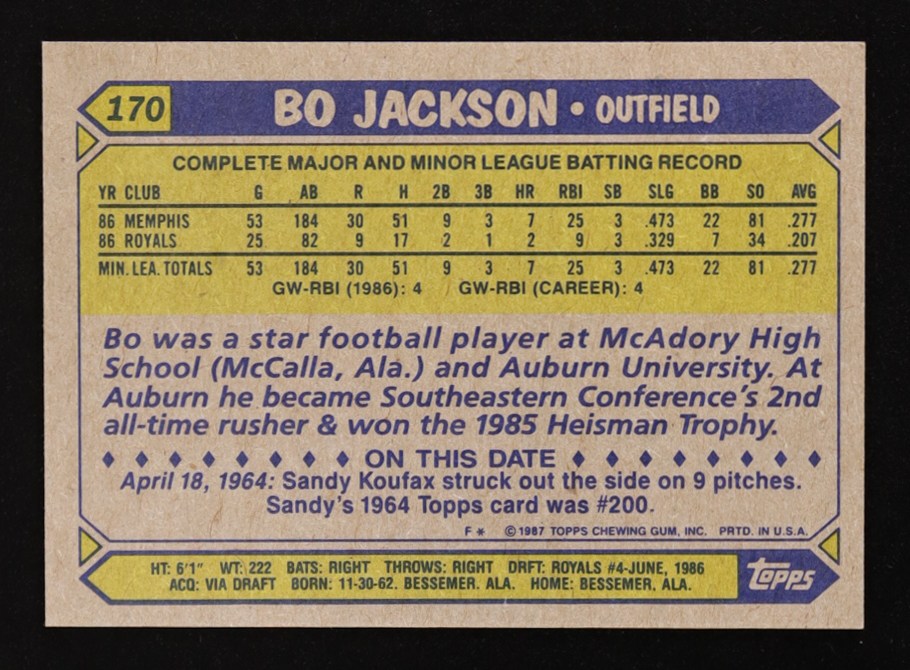 170 BO JACKSON • OUTFIELD
COMPLETE MAJOR AND MINOR LEAGUE BATTING RECORD
YR CLUB G AB R H 2B 3B HR RBI SB SLG BB SO AVG
86 MEMPHIS 53 184 30 51 9 3 7 25 3 .473 22 81 .277
86 ROYALS 25 82 9 17 2 1 2 9 3 .329 7 34 .207
MIN. LEA. TOTALS 53 184 30 51 9 3 7 25 3 .473 22 81 .277
GW-RBI (1986): 4 GW-RBI (CAREER): 4
Bo was a star football player at McAdory High
School (McCalla, Ala.) and Auburn University. At
Auburn he became Southeastern Conference's 2nd
all-time rusher & won the 1985 Heisman Trophy.
♦ ♦ ♦ ♦ ♦ ♦ ♦ ♦ ♦ ♦ ON THIS DATE ♦ ♦ ♦ ♦ ♦ ♦ ♦ ♦ ♦ ♦
April 18, 1964: Sandy Koufax struck out the side on 9 pitches.
Sandy's 1964 Topps card was #200.
F * © 1987 TOPPS CHEWING GUM, INC. PRTD. IN U.S.A.
HT: 6'1" WT: 222 BATS: RIGHT THROWS: RIGHT DRFT: ROYALS #4-JUNE, 1986
ACQ: VIA DRAFT BORN: 11-30-62. BESSEMER. ALA. HOME: BESSEMER, ALA.
topps